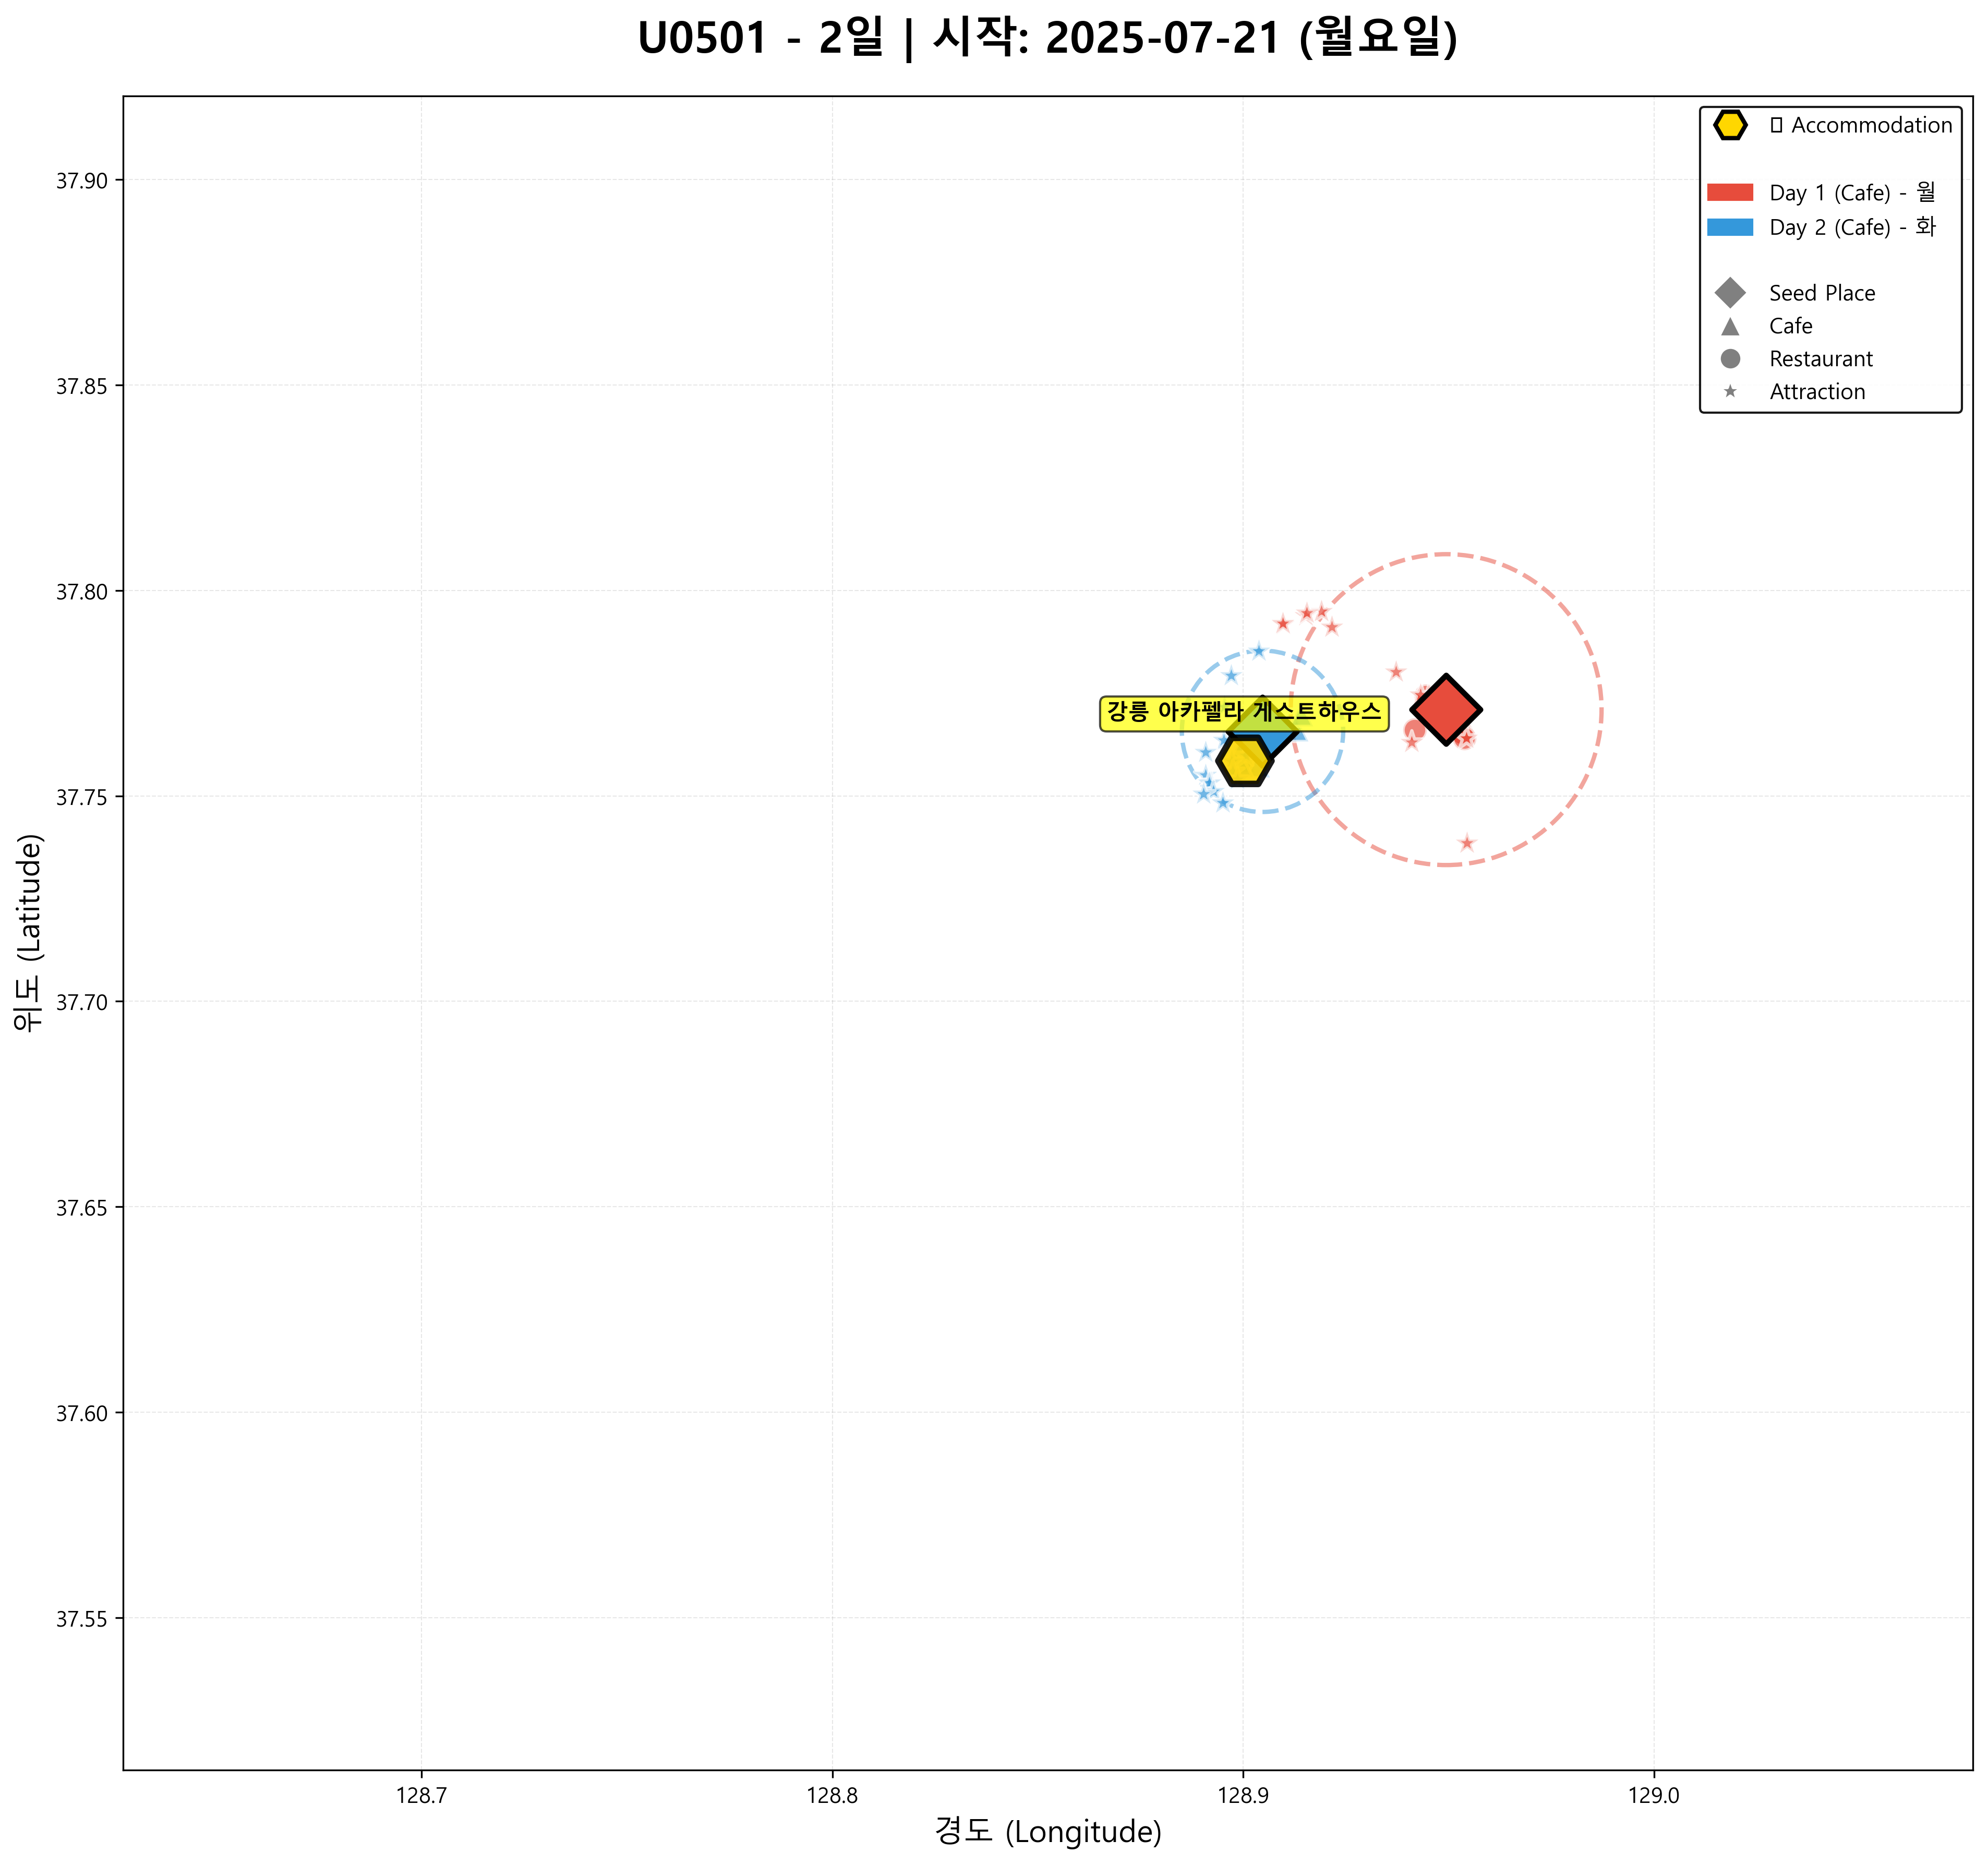 U0501 - 2일 | 시작: 2025-07-21 (월요일)
▯ Accommodation
Day 1 (Cafe) - 월
Day 2 (Cafe) - 화
Seed Place
Cafe
Restaurant
Attraction
37.90
37.85
37.80
37.75
37.70
37.65
37.60
37.55
위도 (Latitude)
강릉 아카펠라 게스트하우스
128.7
128.8
128.9
129.0
경도 (Longitude)